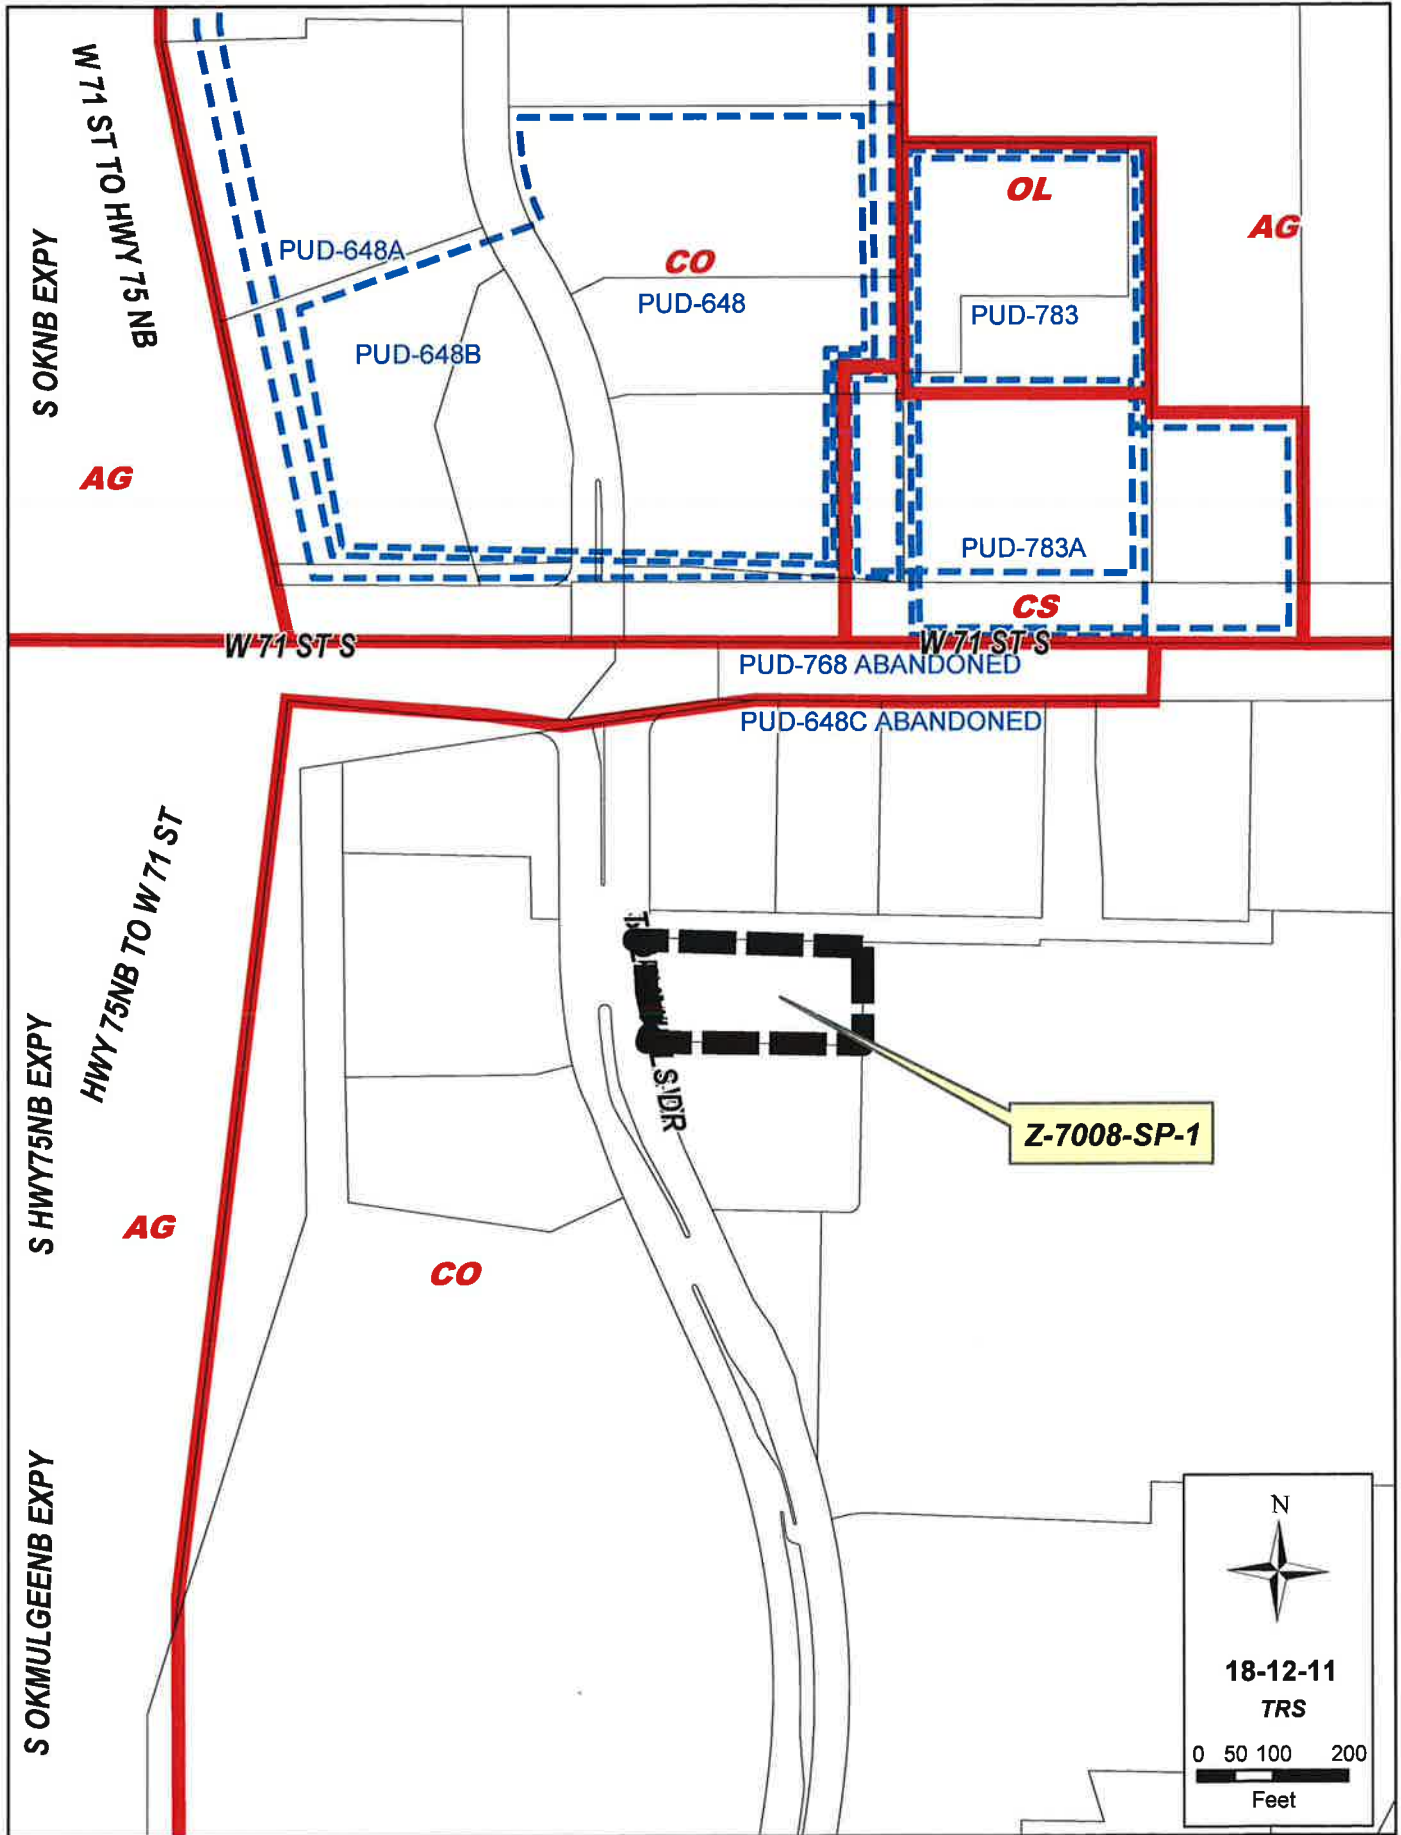 W 71 ST TO HWY 75 NB
S OKNB EXPY
OL
AG
PUD-648A
CO
PUD-648
PUD-783
PUD-648B
AG
PUD-783A
CS
W 71 ST S
W 71 ST S
PUD-768 ABANDONED
PUD-648C ABANDONED
HWY 75NB TO W 71 ST
S HWY75NB EXPY
S DR
Z-7008-SP-1
AG
CO
S OKMULGEENB EXPY
N
18-12-11
TRS
0 50 100 200
Feet